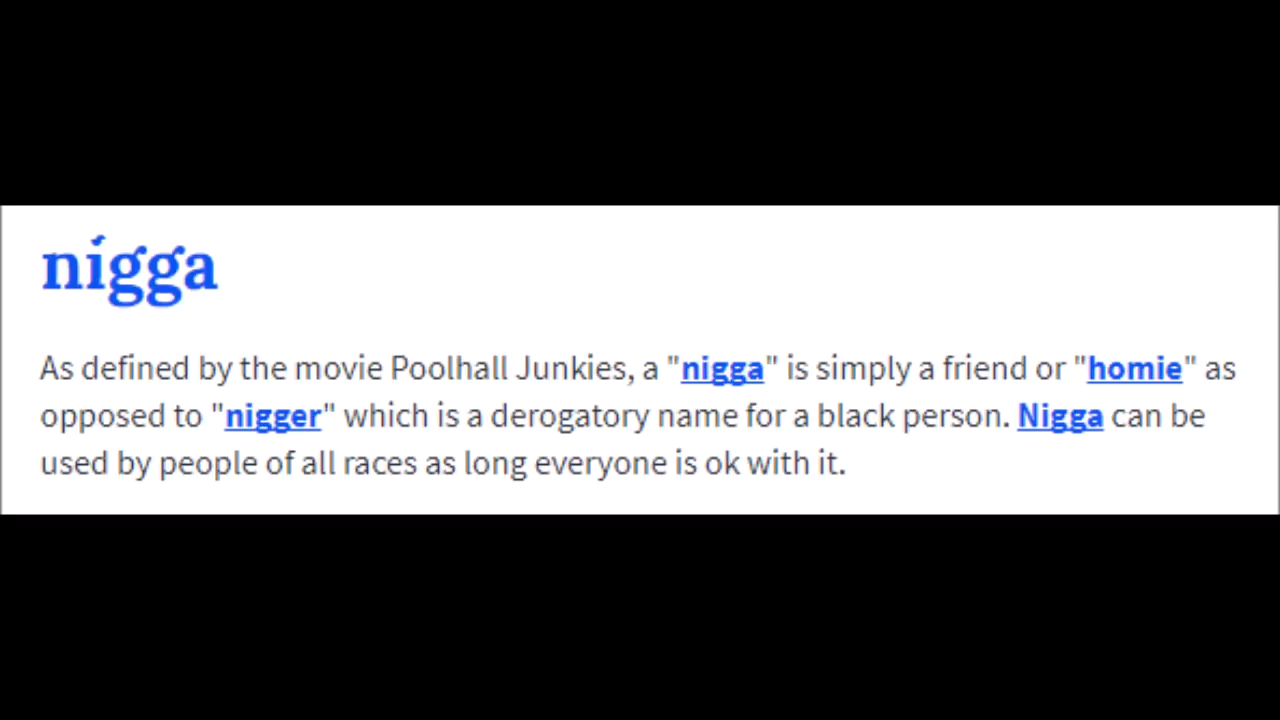 nigga
As defined by the movie Poolhall Junkies, a "nigga" is simply a friend or "homie" as
opposed to "nigger" which is a derogatory name for a black person. Nigga can be
used by people of all races as long everyone is ok with it.